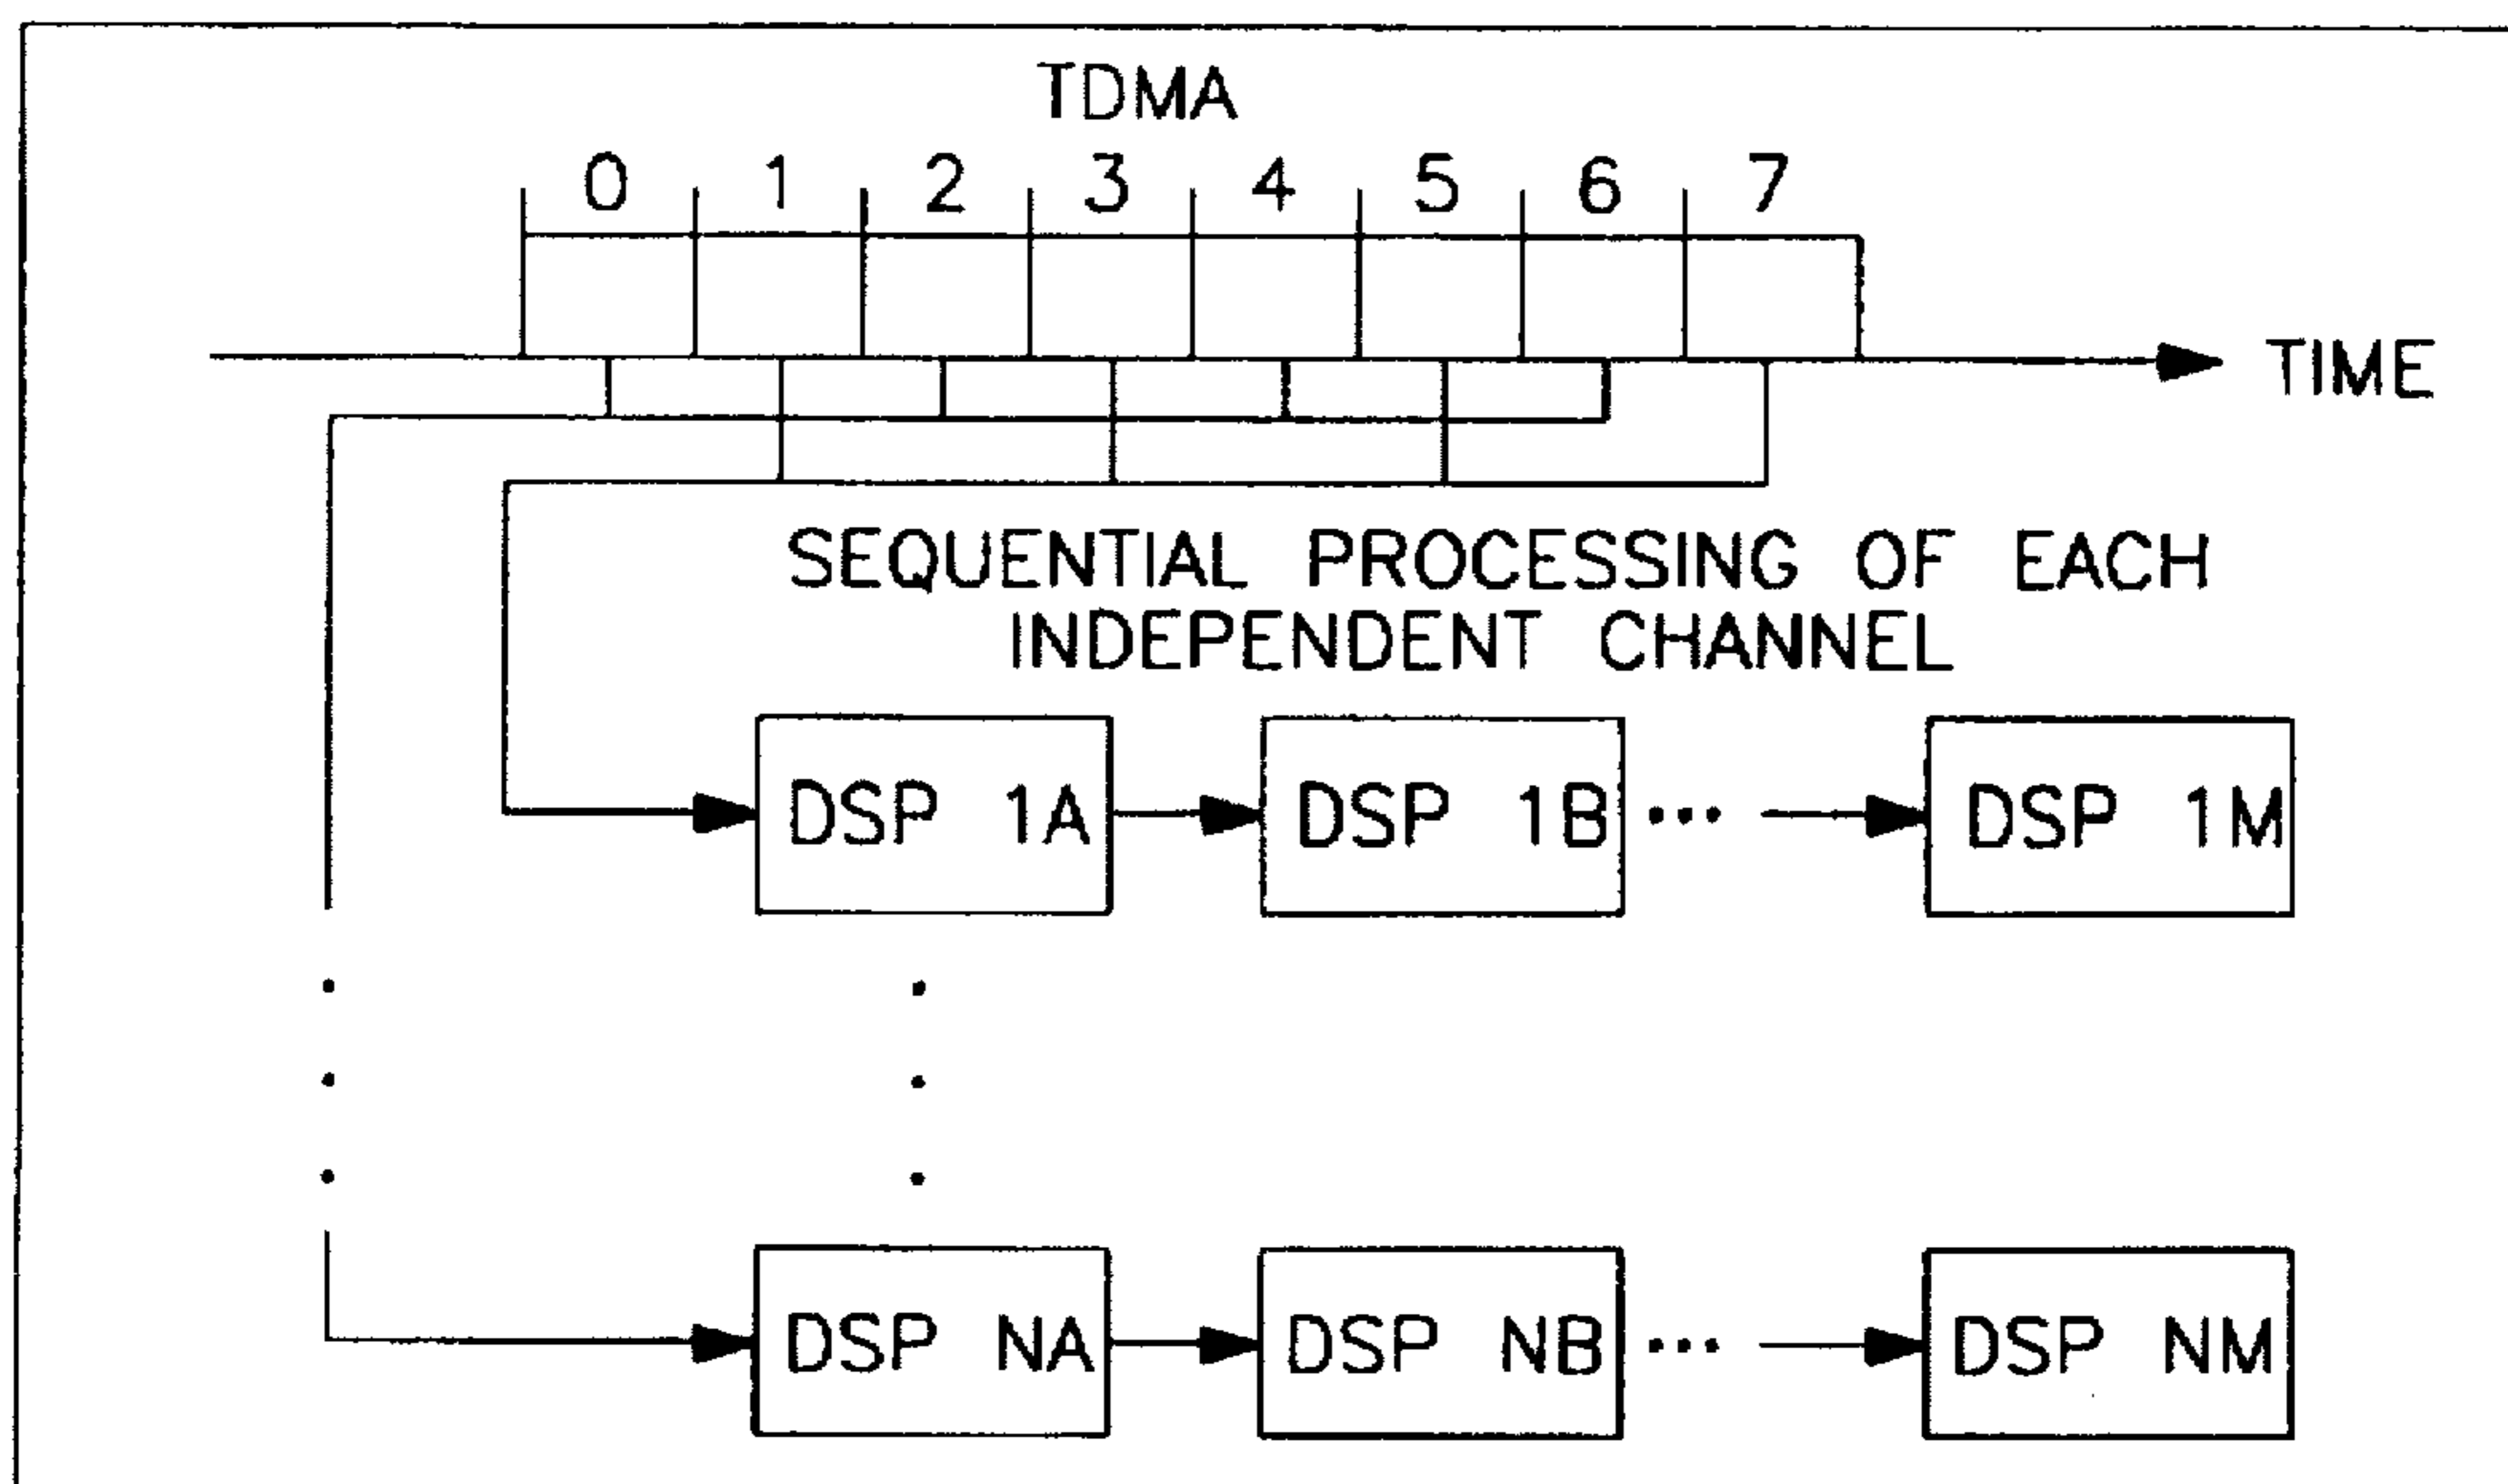 TDMA
0 1 2 3 4 5 6 7
TIME
SEQUENTIAL PROCESSING OF EACH
INDEPENDENT CHANNEL
DSP 1A DSP 1B ... DSP 1M
DSP NA DSP NB ... DSP NM